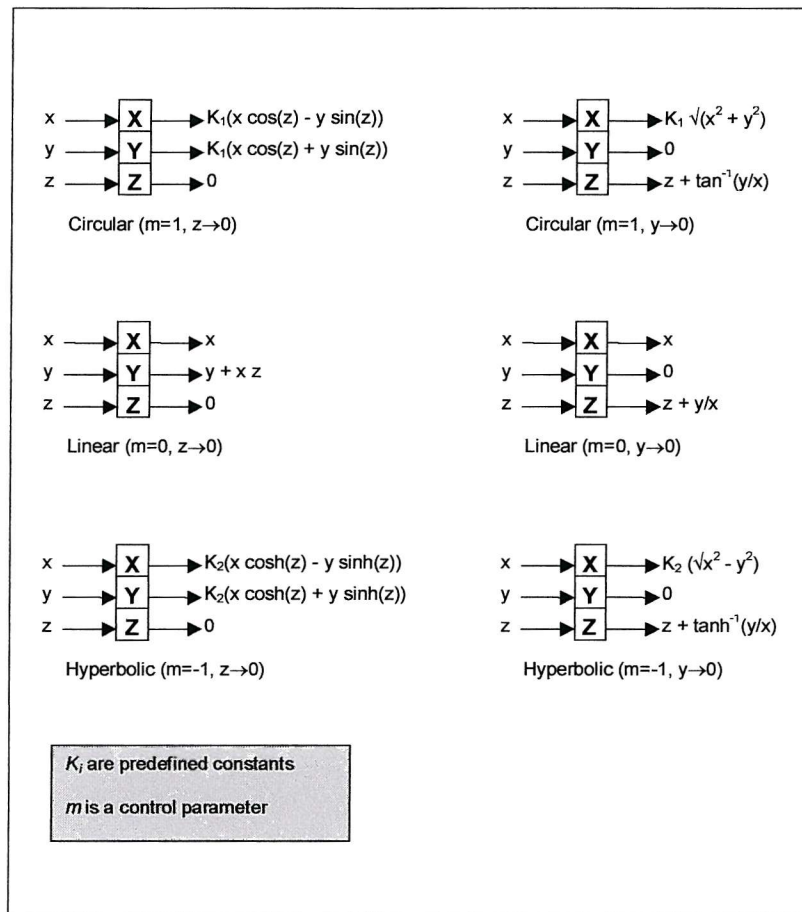 x X K₁(x cos(z) - y sin(z))
y Y K₁(x cos(z) + y sin(z))
z Z 0
Circular (m=1, z→0)
x X K₁ √(x² + y²)
y Y 0
z Z z + tan⁻¹(y/x)
Circular (m=1, y→0)
x X x
y Y y + x z
z Z 0
Linear (m=0, z→0)
x X x
y Y 0
z Z z + y/x
Linear (m=0, y→0)
x X K₂(x cosh(z) - y sinh(z))
y Y K₂(x cosh(z) + y sinh(z))
z Z 0
Hyperbolic (m=-1, z→0)
x X K₂ (√x² - y²)
y Y 0
z Z z + tanh⁻¹(y/x)
Hyperbolic (m=-1, y→0)
Kᵢ are predefined constants
m is a control parameter